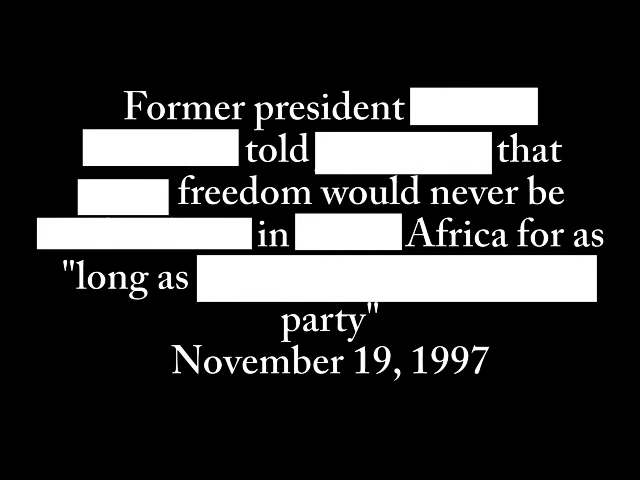 Former president
told that
freedom would never be
in Africa for as
"long as
party"
November 19, 1997